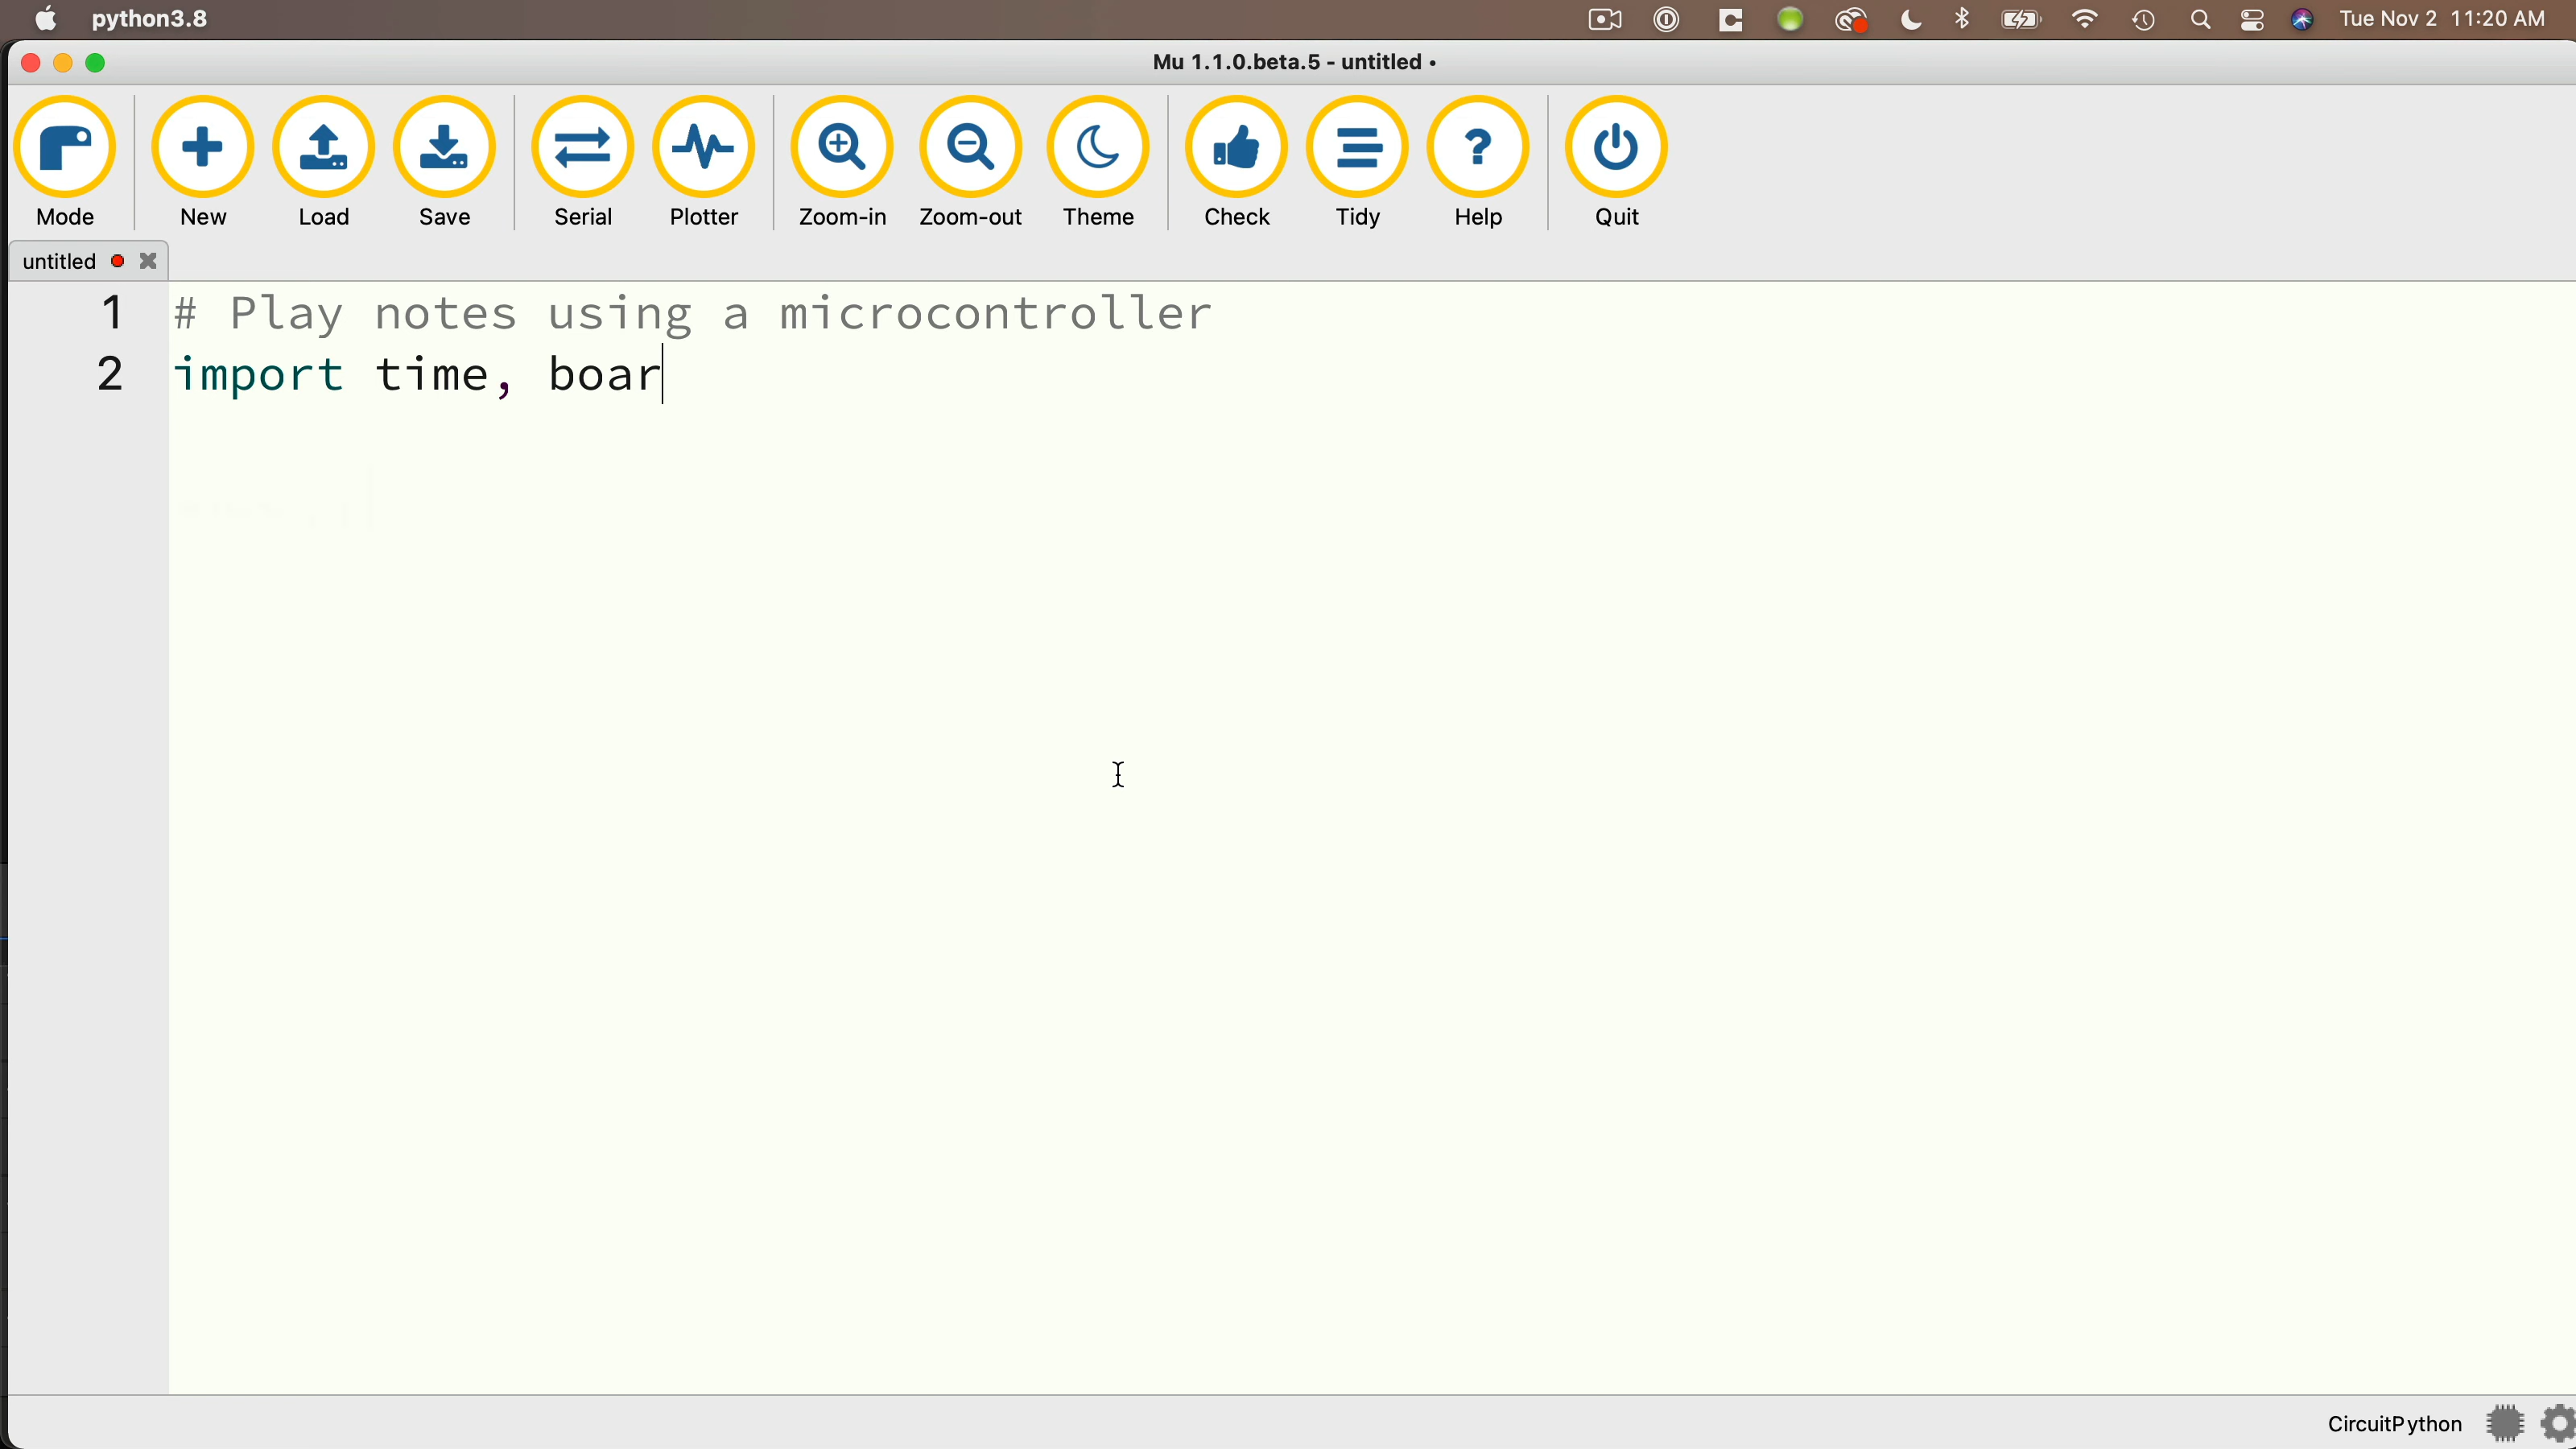 python3.8
Tue Nov 2 11:20 AM
Mu 1.1.0.beta.5 - untitled •
Mode New Load Save Serial Plotter Zoom-in Zoom-out Theme Check Tidy Help Quit
untitled
1 # Play notes using a microcontroller
2 import time, boar
CircuitPython